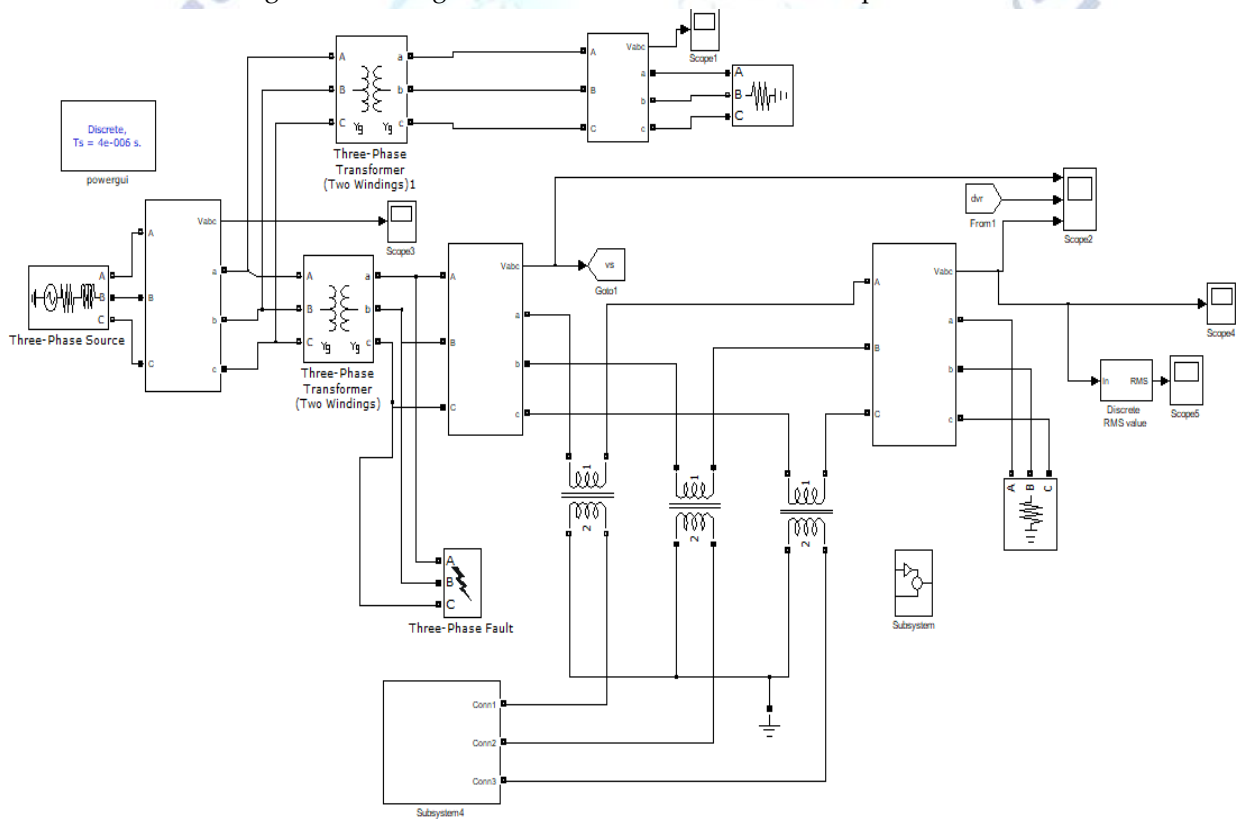 Vabc
Scope1
A
B
C
a
b
c
A
B
C
Yg
Yg
Three-Phase
Transformer
(Two Windings)1
A
B
C
a
b
c
A
B
C
Discrete,
Ts = 4e-006 s.
powergui
dvr
From1
Scope2
A
B
C
Three-Phase Source
A
B
C
Vabc
a
b
c
Scope3
A
B
C
a
b
c
Yg
Yg
Three-Phase
Transformer
(Two Windings)
A
B
C
Vabc
a
b
c
vs
Goto1
A
B
C
Vabc
a
b
c
Scope4
In
RMS
Discrete
RMS value
Scope5
1
2
1
2
1
2
A
B
C
A
B
C
Three-Phase Fault
Subsystem
Conn1
Conn2
Conn3
Subsystem4